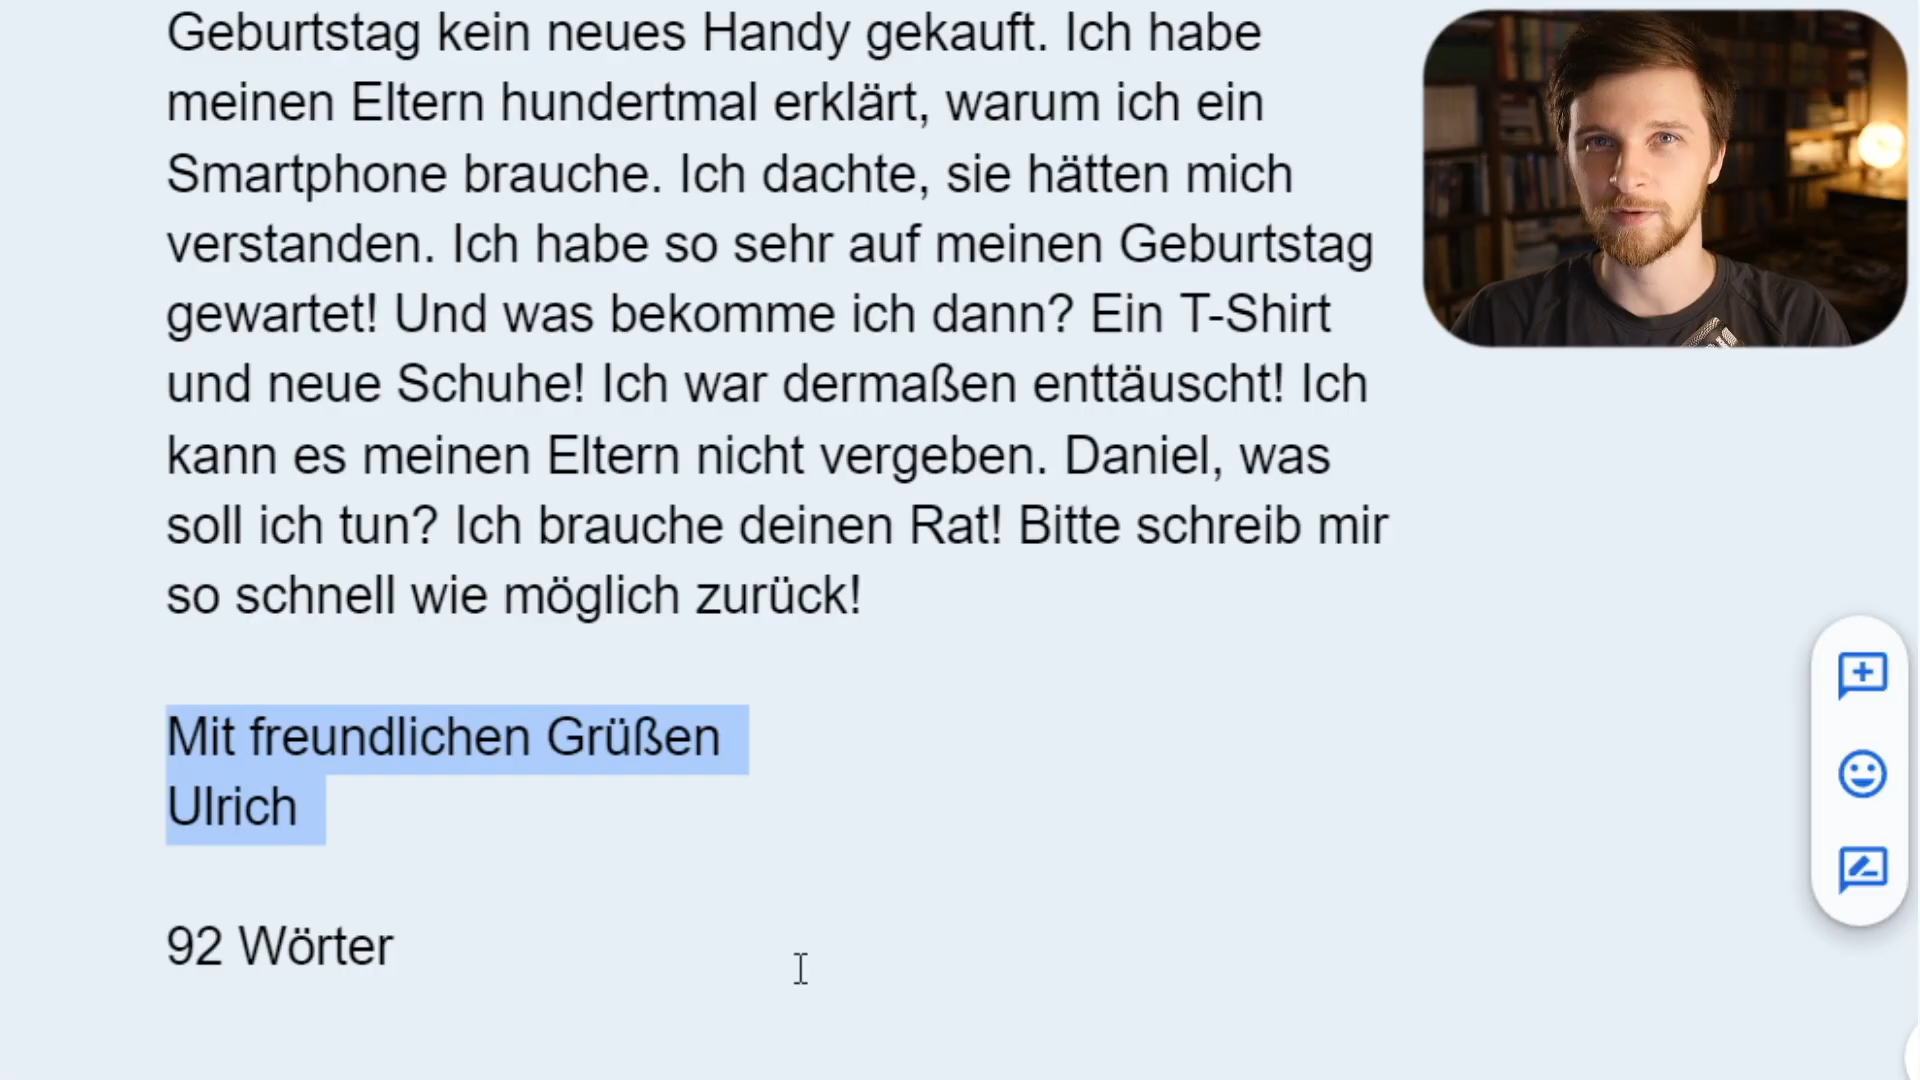 Geburtstag kein neues Handy gekauft. Ich habe
meinen Eltern hundertmal erklärt, warum ich ein
Smartphone brauche. Ich dachte, sie hätten mich
verstanden. Ich habe so sehr auf meinen Geburtstag
gewartet! Und was bekomme ich dann? Ein T-Shirt
und neue Schuhe! Ich war dermaßen enttäuscht! Ich
kann es meinen Eltern nicht vergeben. Daniel, was
soll ich tun? Ich brauche deinen Rat! Bitte schreib mir
so schnell wie möglich zurück!
Mit freundlichen Grüßen
Ulrich
92 Wörter